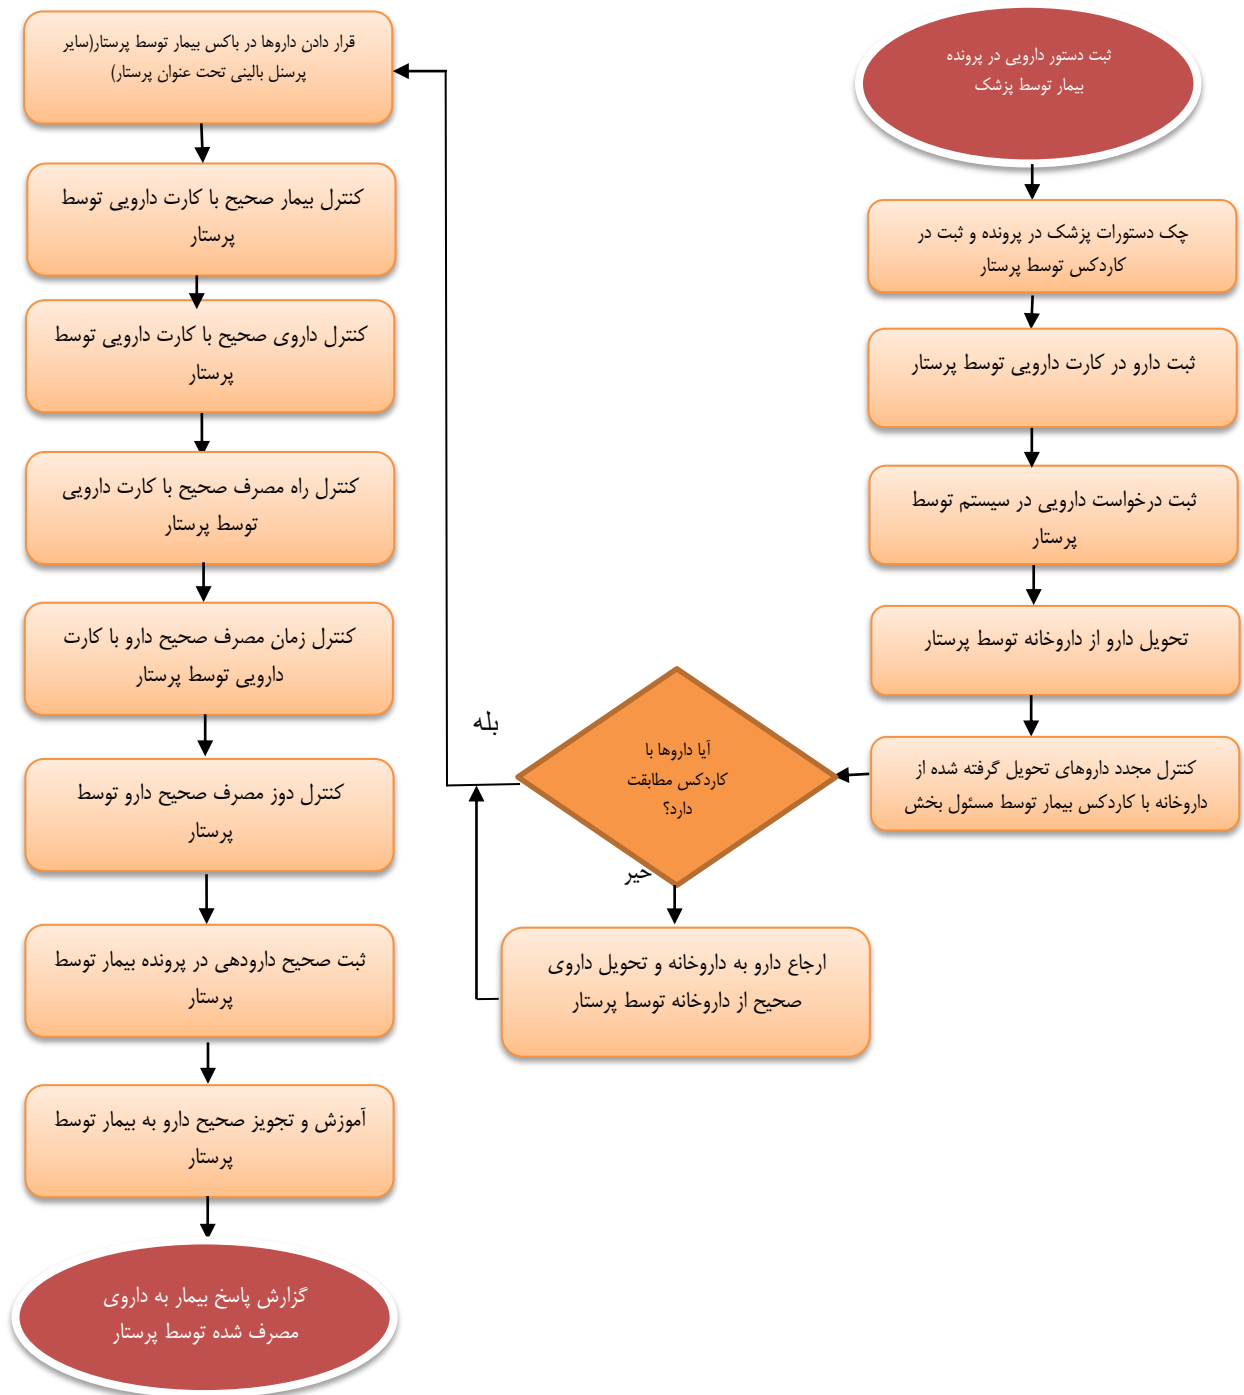 ثبت دستور دارویی در پرونده
بیمار توسط پزشک
چک دستورات پزشک در پرونده و ثبت در
کاردکس توسط پرستار
ثبت دارو در کارت دارویی توسط پرستار
ثبت درخواست دارویی در سیستم توسط
پرستار
تحویل دارو از داروخانه توسط پرستار
کنترل مجدد داروهای تحویل گرفته شده از
داروخانه با کاردکس بیمار توسط مسئول بخش
آیا داروها با
کاردکس مطابقت
دارد؟
بله
خیر
ارجاع دارو به داروخانه و تحویل داروی
صحیح از داروخانه توسط پرستار
قرار دادن داروها در باکس بیمار توسط پرستار(سایر
پرسنل بالینی تحت عنوان پرستار)
کنترل بیمار صحیح با کارت دارویی توسط
پرستار
کنترل داروی صحیح با کارت دارویی توسط
پرستار
کنترل راه مصرف صحیح با کارت دارویی
توسط پرستار
کنترل زمان مصرف صحیح دارو با کارت
دارویی توسط پرستار
کنترل دوز مصرف صحیح دارو توسط
پرستار
ثبت صحیح دارودهی در پرونده بیمار توسط
پرستار
آموزش و تجویز صحیح دارو به بیمار توسط
پرستار
گزارش پاسخ بیمار به داروی
مصرف شده توسط پرستار